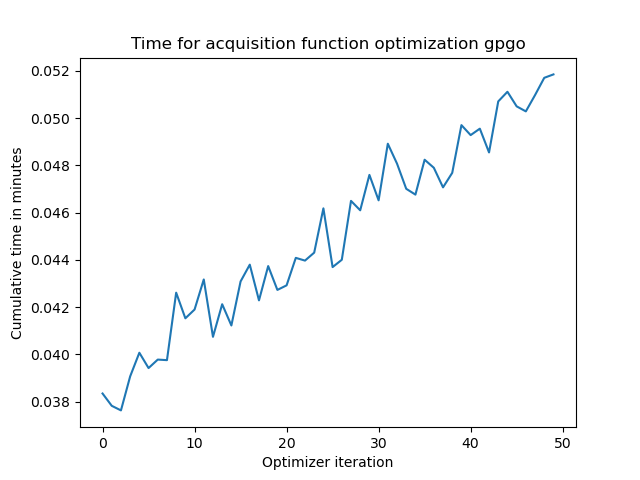 Time for acquisition function optimization gpgo
0.052
0.050
0.048
0.046
0.044
0.042
0.040
0.038
Cumulative time in minutes
0 10 20 30 40 50
Optimizer iteration